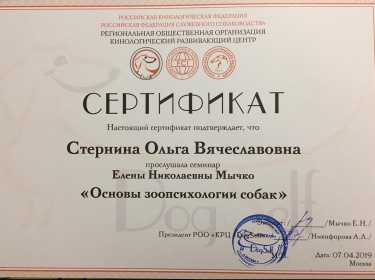 РОССИЙСКАЯ КИНОЛОГИЧЕСКАЯ ФЕДЕРАЦИЯ
РОССИЙСКАЯ ФЕДЕРАЦИЯ СЛУЖЕБНОГО СОБАКОВОДСТВА
РЕГИОНАЛЬНАЯ ОБЩЕСТВЕННАЯ ОРГАНИЗАЦИЯ
КИНОЛОГИЧЕСКИЙ РАЗВИВАЮЩИЙ ЦЕНТР
FCI
СЕРТИФИКАТ
Настоящий сертификат подтверждает, что
Стернина Ольга Вячеславовна
прослушала семинар
Елены Николаевны Мычко
«Основы зоопсихологии собак»
/Мычко Е.Н./
Президент РОО «КРЦ /Никифорова А.Л./
Дата: 07.04.2019
Москва